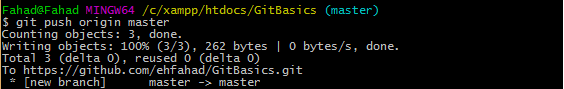 Fahad@Fahad MINGW64 /c/xampp/htdocs/GitBasics (master)
$ git push origin master
Counting objects: 3, done.
Writing objects: 100% (3/3), 262 bytes | 0 bytes/s, done.
Total 3 (delta 0), reused 0 (delta 0)
To https://github.com/ehfahad/GitBasics.git
 * [new branch]      master -> master